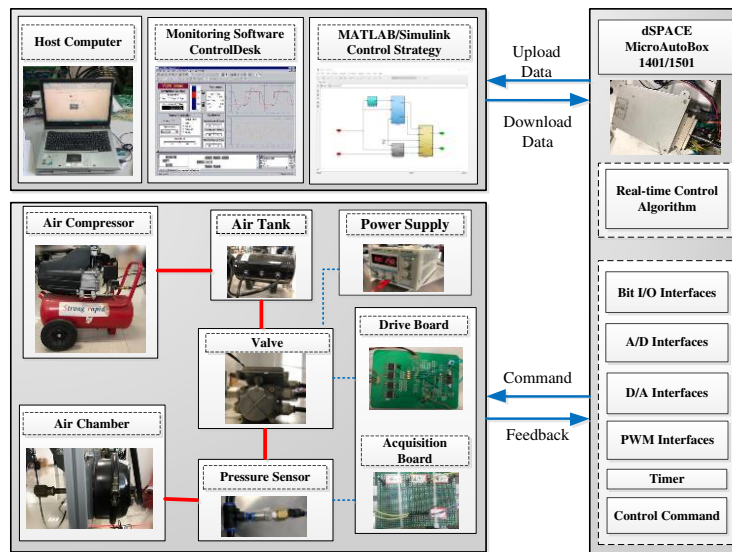 Host Computer
Monitoring Software
ControlDesk
MATLAB/Simulink
Control Strategy
Upload
Data
Download
Data
dSPACE
MicroAutoBox
1401/1501
Real-time Control
Algorithm
Air Compressor
Strong rapid
Air Tank
Power Supply
Valve
Drive Board
Air Chamber
Pressure Sensor
Acquisition
Board
Command
Feedback
Bit I/O Interfaces
A/D Interfaces
D/A Interfaces
PWM Interfaces
Timer
Control Command